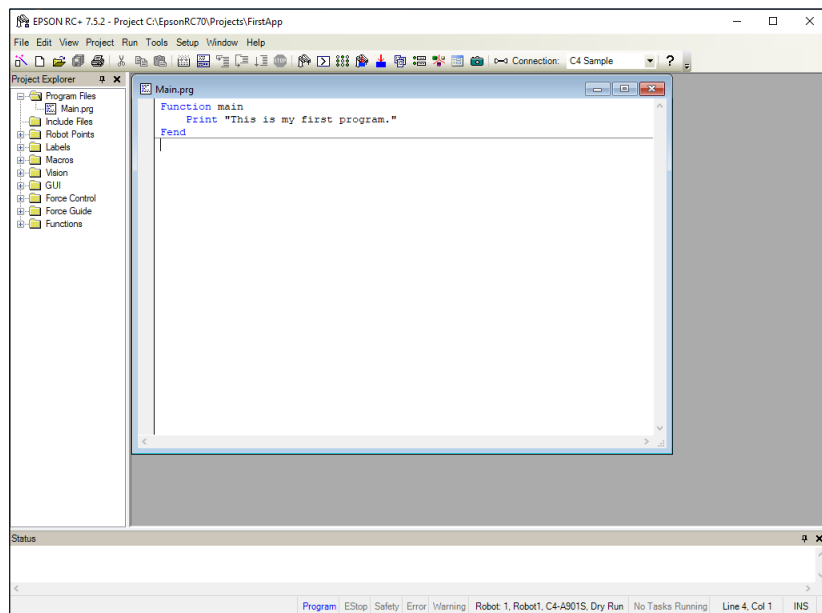 EPSON RC+ 7.5.2 - Project C:\EpsonRC70\Projects\FirstApp
File Edit View Project Run Tools Setup Window Help
Connection: C4 Sample
Project Explorer
Program Files
Main.prg
Include Files
Robot Points
Labels
Macros
Vision
GUI
Force Control
Force Guide
Functions
Main.prg
Function main
Print "This is my first program."
Fend
Status
Program EStop Safety Error Warning Robot: 1, Robot1, C4-A901S, Dry Run No Tasks Running Line 4, Col 1 INS